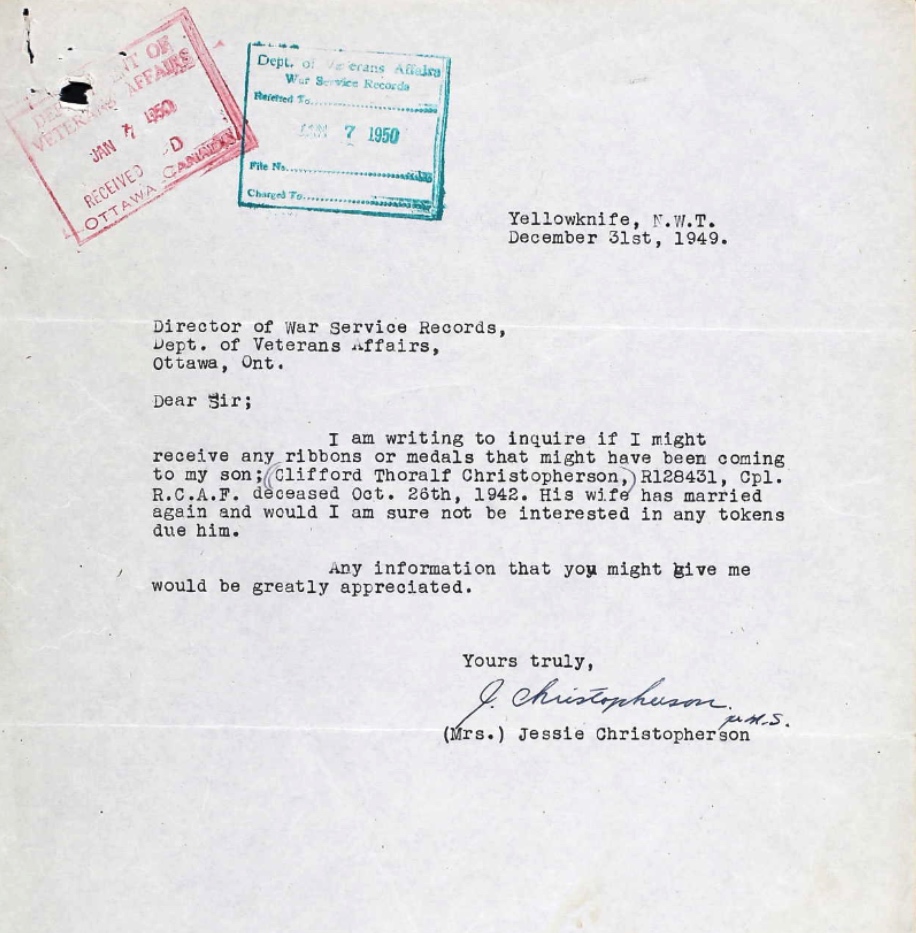 DEPARTMENT OF
VETERANS AFFAIRS
JAN 7 1950
RECEIVED D
OTTAWA CANADA
Dept. of Veterans Affairs
War Service Records
Referred To
JAN 7 1950
File No.
Charged To
Yellowknife, N.W.T.
December 31st, 1949.
Director of War Service Records,
Dept. of Veterans Affairs,
Ottawa, Ont.
Dear Sir;
I am writing to inquire if I might
receive any ribbons or medals that might have been coming
to my son; (Clifford Thoralf Christopherson,) R128431, Cpl.
R.C.A.F. deceased Oct. 26th, 1942. His wife has married
again and would I am sure not be interested in any tokens
due him.
Any information that you might give me
would be greatly appreciated.
Yours truly,
J. Christopherson.
(Mrs.) Jessie Christopherson